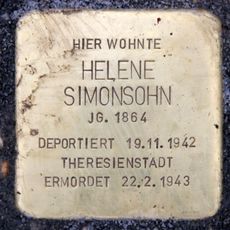 HIER WOHNTE
HELENE
SIMONSOHN
JG. 1864
DEPORTIERT 19.11.1942
THERESIENSTADT
ERMORDET 22.2.1943